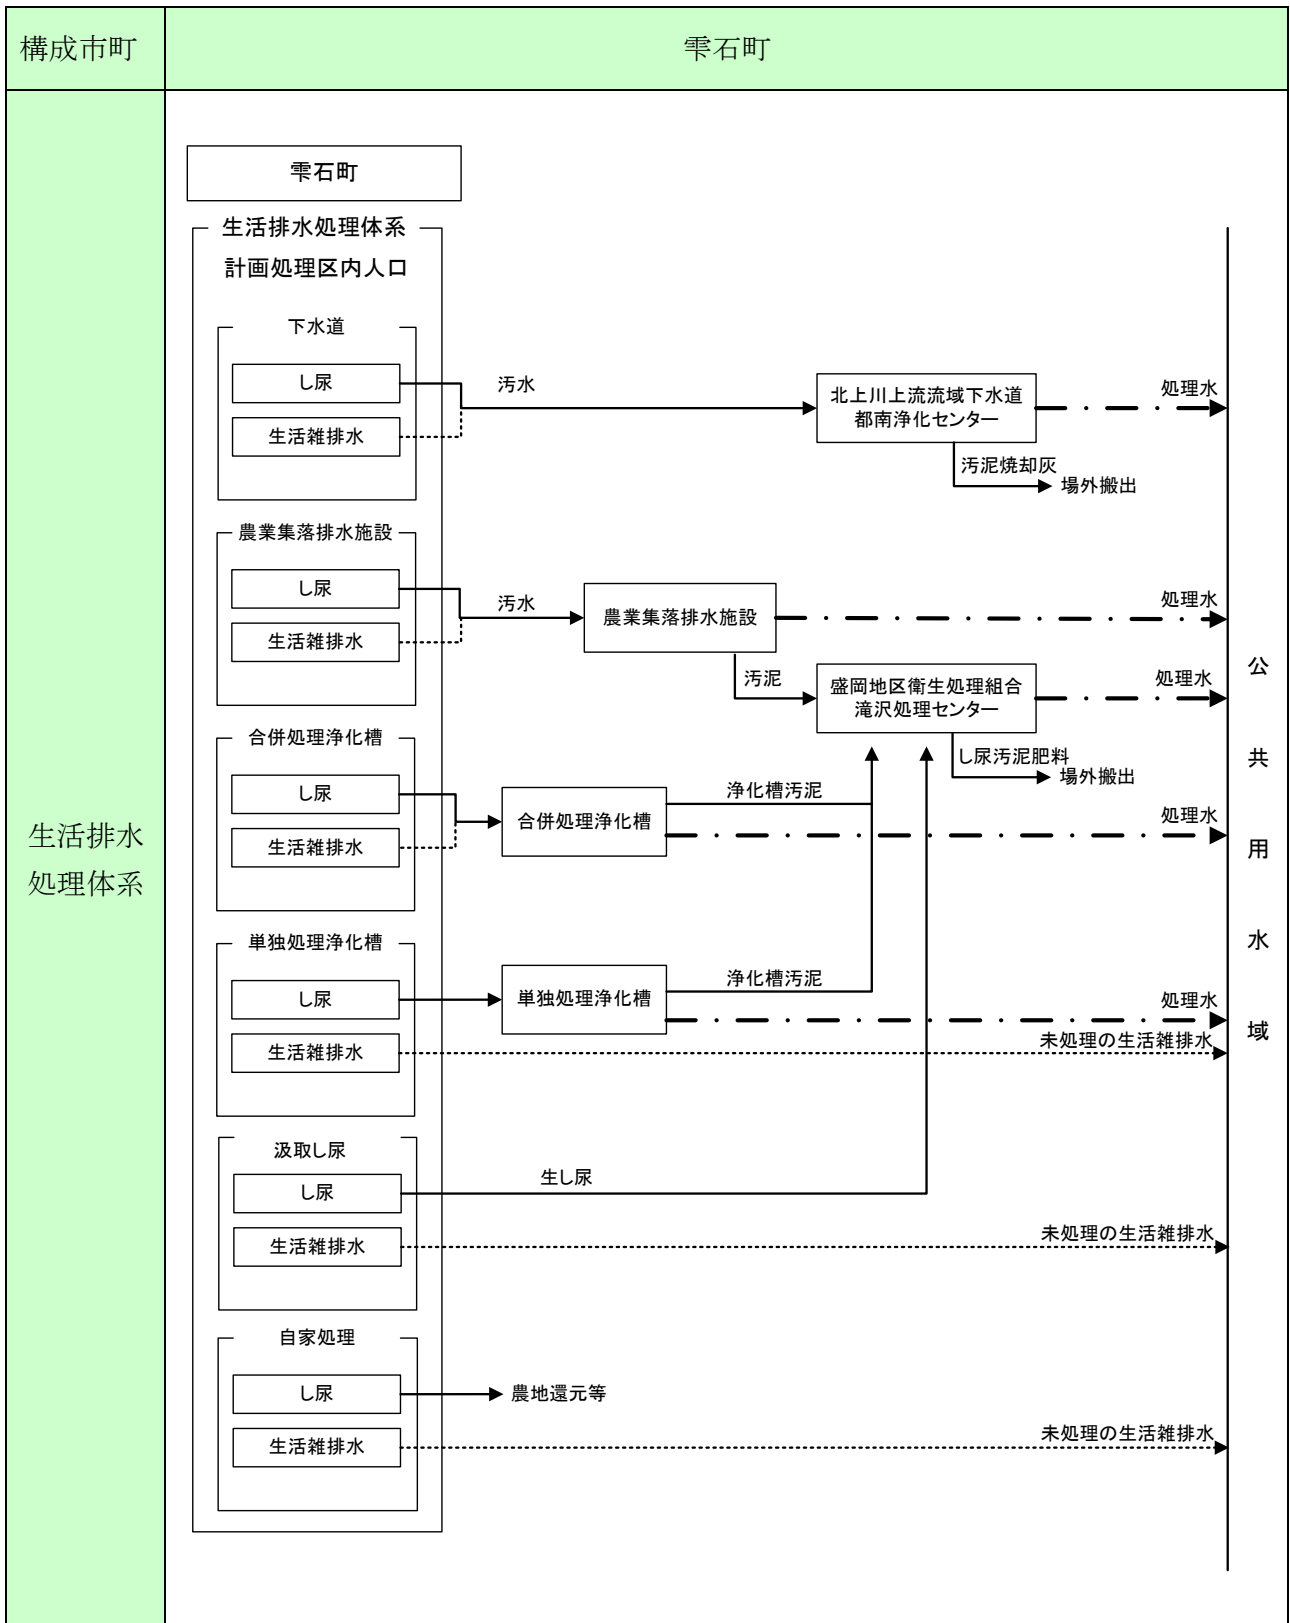 構成市町
雫石町
生活排水
処理体系
雫石町
生活排水処理体系
計画処理区内人口
下水道
し尿
生活雑排水
汚水
北上川上流流域下水道
都南浄化センター
処理水
汚泥焼却灰
場外搬出
農業集落排水施設
し尿
生活雑排水
汚水
農業集落排水施設
処理水
汚泥
盛岡地区衛生処理組合
滝沢処理センター
処理水
し尿汚泥肥料
場外搬出
合併処理浄化槽
し尿
生活雑排水
合併処理浄化槽
浄化槽汚泥
処理水
単独処理浄化槽
し尿
生活雑排水
単独処理浄化槽
浄化槽汚泥
処理水
未処理の生活雑排水
汲取し尿
し尿
生活雑排水
生し尿
未処理の生活雑排水
自家処理
し尿
生活雑排水
農地還元等
未処理の生活雑排水
公共用水域